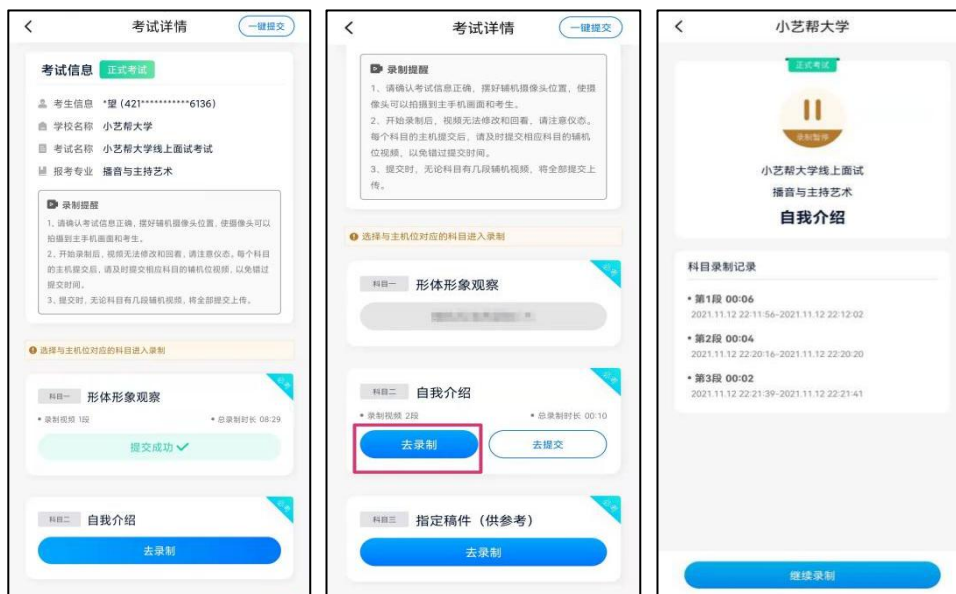 考试详情
一键提交
考试信息 正式考试
考生信息 *望 (421***********6136)
学校名称 小艺帮大学
考试名称 小艺帮大学线上面试考试
报考专业 播音与主持艺术
录制提醒
1、请确认考试信息正确，摆好辅机摄像头位置，使摄像头可以
拍摄到主手机画面和考生。
2、开始录制后，视频无法修改和回看，请注意仪态。每个科目
的主机提交后，请及时提交相应科目的辅机位视频，以免错过
提交时间。
3、提交时，无论科目有几段辅机视频，将全部提交上传。
选择与主机位对应的科目进入录制
必考
科目一 形体形象观察
• 录制视频 1段 • 总录制时长 08:29
提交成功
必考
科目二 自我介绍
去录制
考试详情
一键提交
录制提醒
1、请确认考试信息正确，摆好辅机摄像头位置，使摄
像头可以拍摄到主手机画面和考生。
2、开始录制后，视频无法修改和回看，请注意仪态。
每个科目的主机提交后，请及时提交相应科目的辅机
位视频，以免错过提交时间。
3、提交时，无论科目有几段辅机视频，将全部提交上
传。
选择与主机位对应的科目进入录制
必考
科目一 形体形象观察
必考
科目二 自我介绍
• 录制视频 2段 • 总录制时长 00:10
去录制 去提交
必考
科目三 指定稿件（供参考）
去录制
小艺帮大学
正式考试
录制暂停
小艺帮大学线上面试
播音与主持艺术
自我介绍
科目录制记录
• 第1段 00:06
2021.11.12 22:11:56-2021.11.12 22:12:02
• 第2段 00:04
2021.11.12 22:20:16-2021.11.12 22:20:20
• 第3段 00:02
2021.11.12 22:21:39-2021.11.12 22:21:41
继续录制